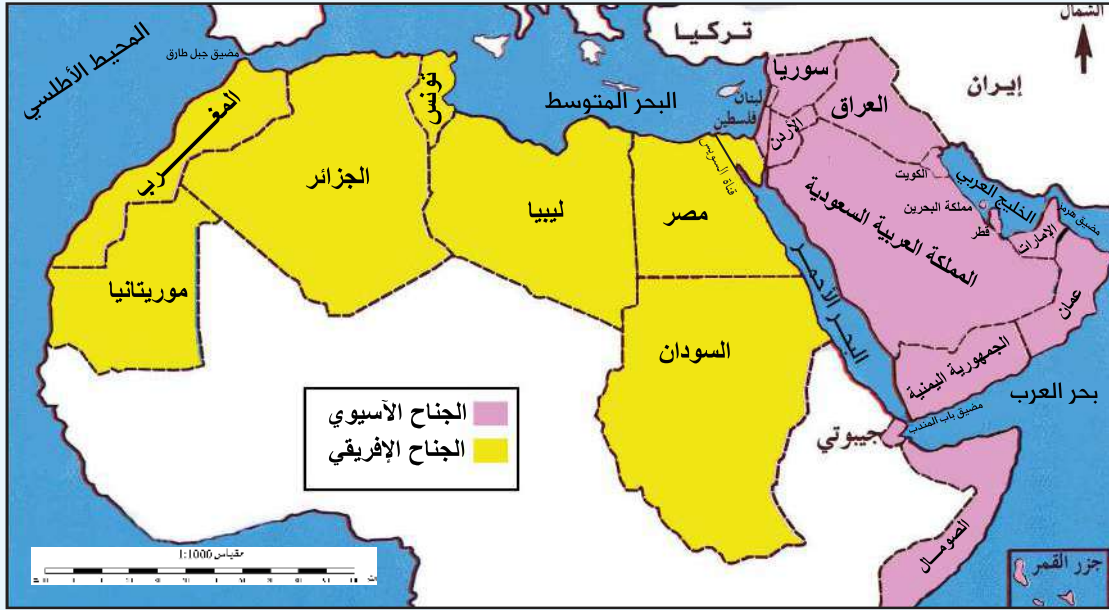 الشمال
تركيا
إيران
المحيط الأطلسي
مضيق جبل طارق
البحر المتوسط
سوريا
لبنان
فلسطين
العراق
الأردن
المغرب
تونس
الجزائر
ليبيا
مصر
قناة السويس
الكويت
الخليج العربي
مضيق هرمز
مملكة البحرين
قطر
الإمارات
المملكة العربية السعودية
عمان
البحر الأحمر
موريتانيا
السودان
الجمهورية اليمنية
بحر العرب
مضيق باب المندب
جيبوتي
الصومال
جزر القمر
الجناح الآسيوي
الجناح الإفريقي
مقياس 1:1000